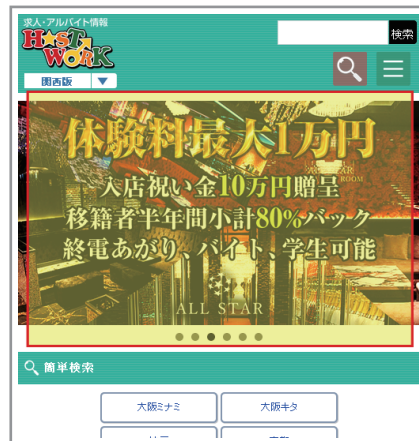 求人・アルバイト情報
HOST WORK
検索
関西版 ▼
体験料最大1万円
入店祝い金10万円贈呈
移籍者半年間小計80%バック
終電あがり、バイト、学生可能
ALL STAR
簡単検索
大阪ミナミ 大阪キタ